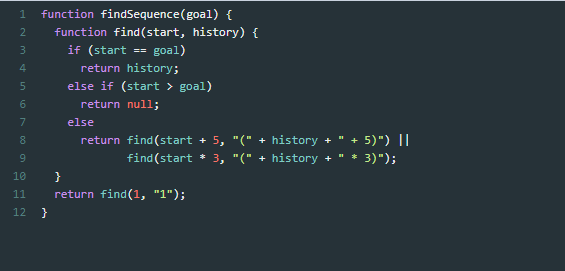 1 function findSequence(goal) {
2   function find(start, history) {
3     if (start == goal)
4       return history;
5     else if (start > goal)
6       return null;
7     else
8       return find(start + 5, "(" + history + " + 5)") ||
9              find(start * 3, "(" + history + " * 3)");
10   }
11   return find(1, "1");
12 }